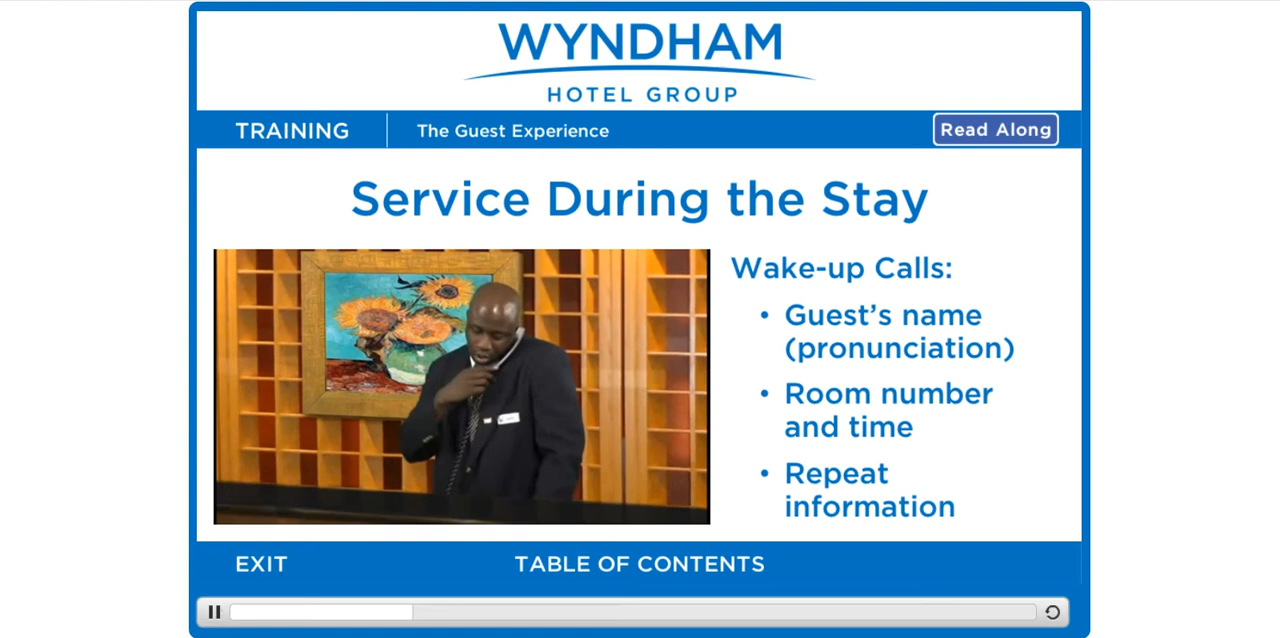 WYNDHAM
HOTEL GROUP
TRAINING
The Guest Experience
Read Along
Service During the Stay
Wake-up Calls:
• Guest’s name
(pronunciation)
• Room number
and time
• Repeat
information
EXIT
TABLE OF CONTENTS